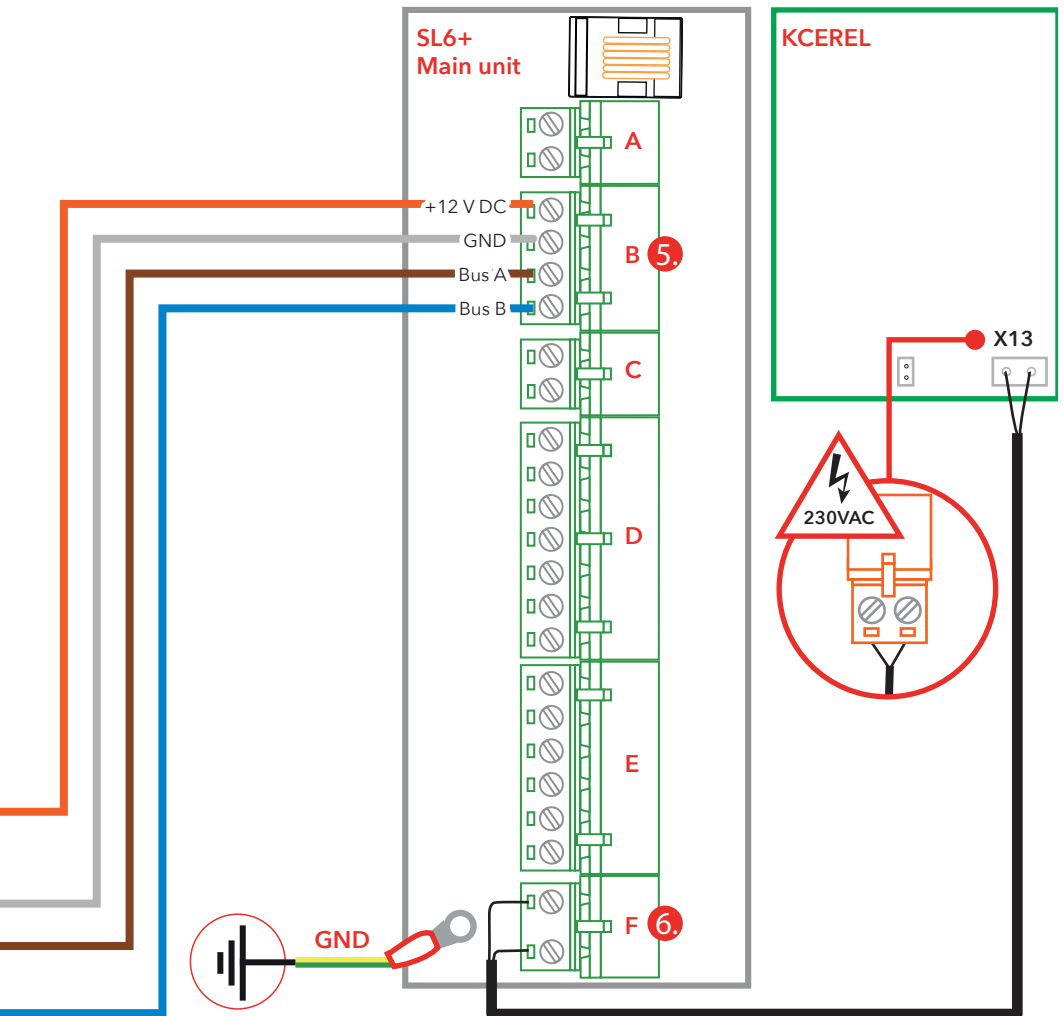 SL6+
Main unit
KCEREL
A
+12 V DC
GND
B 5.
Bus A
Bus B
X13
C
230VAC
D
E
F 6.
GND